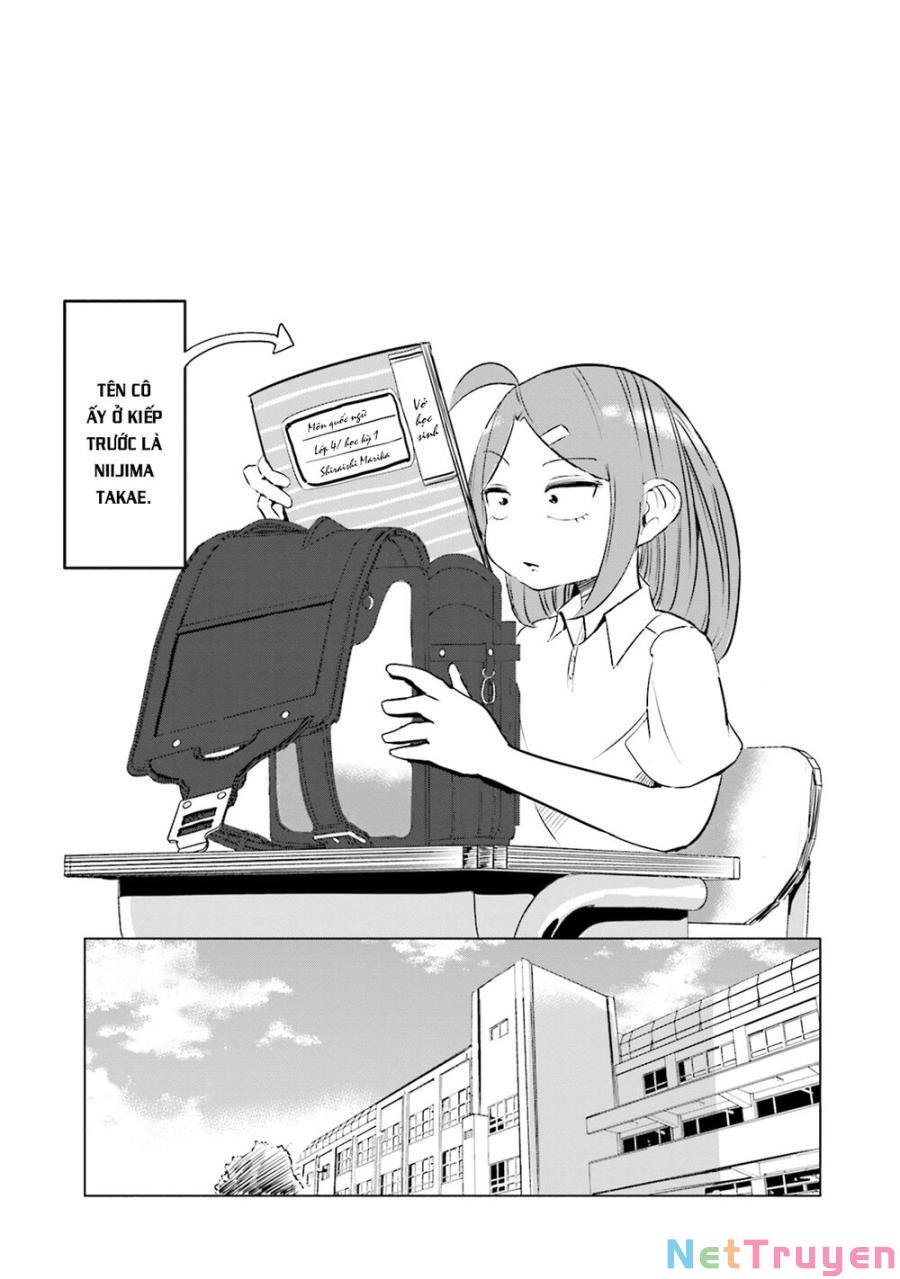 TÊN CÔ
ẤY Ở KIẾP
TRƯỚC LÀ
NIIJIMA
TAKAE.
Môn quốc ngữ
Lớp 4/ học kỳ 1
Shiraishi Marika
Vở
học
sinh
NetTruyen